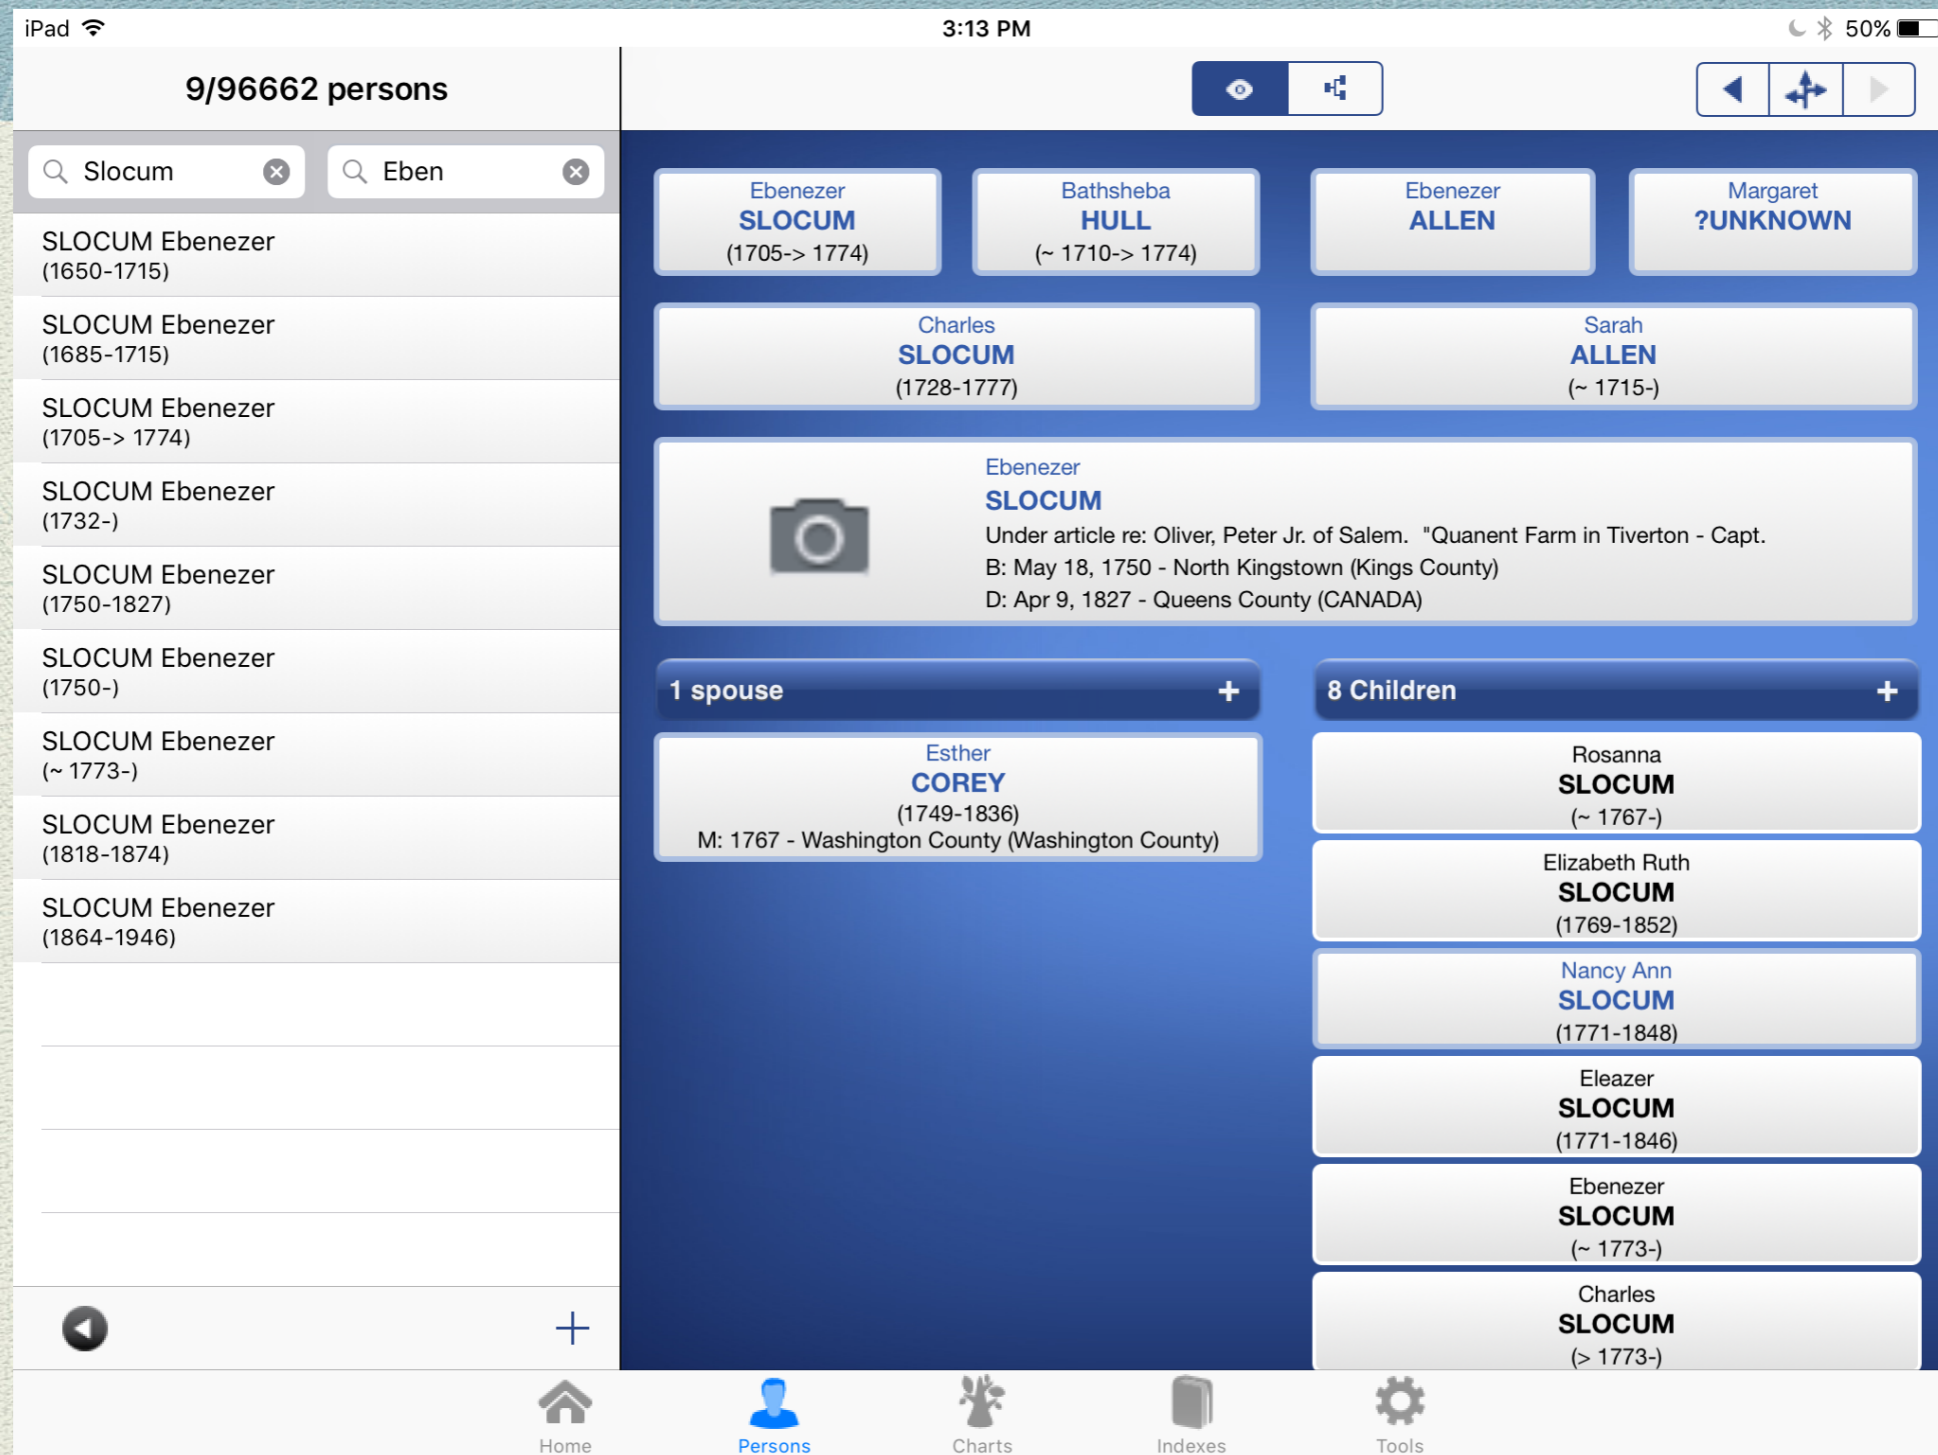 iPad
3:13 PM
50%
9/96662 persons
Slocum
Eben
SLOCUM Ebenezer
(1650-1715)
SLOCUM Ebenezer
(1685-1715)
SLOCUM Ebenezer
(1705-> 1774)
SLOCUM Ebenezer
(1732-)
SLOCUM Ebenezer
(1750-1827)
SLOCUM Ebenezer
(1750-)
SLOCUM Ebenezer
(~ 1773-)
SLOCUM Ebenezer
(1818-1874)
SLOCUM Ebenezer
(1864-1946)
Ebenezer
SLOCUM
(1705-> 1774)
Bathsheba
HULL
(~ 1710-> 1774)
Ebenezer
ALLEN
Margaret
?UNKNOWN
Charles
SLOCUM
(1728-1777)
Sarah
ALLEN
(~ 1715-)
Ebenezer
SLOCUM
Under article re: Oliver, Peter Jr. of Salem.  "Quanent Farm in Tiverton - Capt.
B: May 18, 1750 - North Kingstown (Kings County)
D: Apr 9, 1827 - Queens County (CANADA)
1 spouse
+
Esther
COREY
(1749-1836)
M: 1767 - Washington County (Washington County)
8 Children
+
Rosanna
SLOCUM
(~ 1767-)
Elizabeth Ruth
SLOCUM
(1769-1852)
Nancy Ann
SLOCUM
(1771-1848)
Eleazer
SLOCUM
(1771-1846)
Ebenezer
SLOCUM
(~ 1773-)
Charles
SLOCUM
(> 1773-)
Home
Persons
Charts
Indexes
Tools